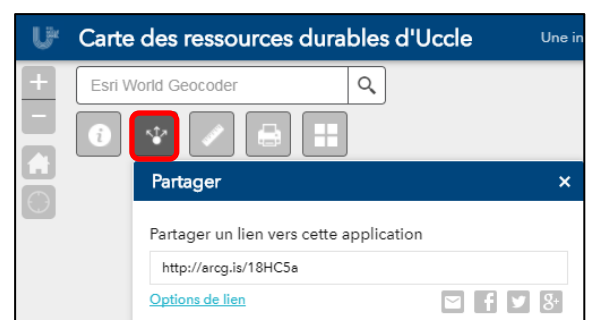 Carte des ressources durables d'Uccle Une in
Esri World Geocoder
Partager ×
Partager un lien vers cette application
http://arcg.is/18HC5a
Options de lien